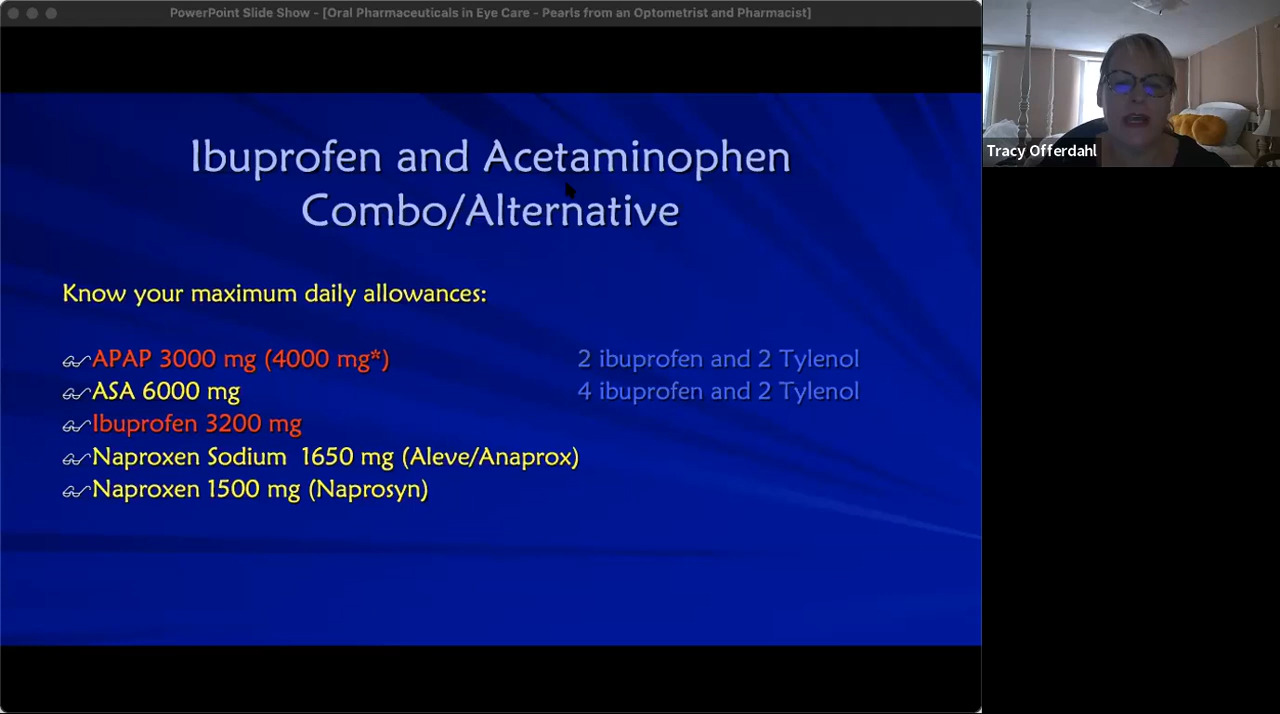 PowerPoint Slide Show - [Oral Pharmaceuticals in Eye Care - Pearls from an Optometrist and Pharmacist]
Ibuprofen and Acetaminophen
Combo/Alternative
Know your maximum daily allowances:
APAP 3000 mg (4000 mg*)
ASA 6000 mg
Ibuprofen 3200 mg
Naproxen Sodium 1650 mg (Aleve/Anaprox)
Naproxen 1500 mg (Naprosyn)
2 ibuprofen and 2 Tylenol
4 ibuprofen and 2 Tylenol
Tracy Offerdahl